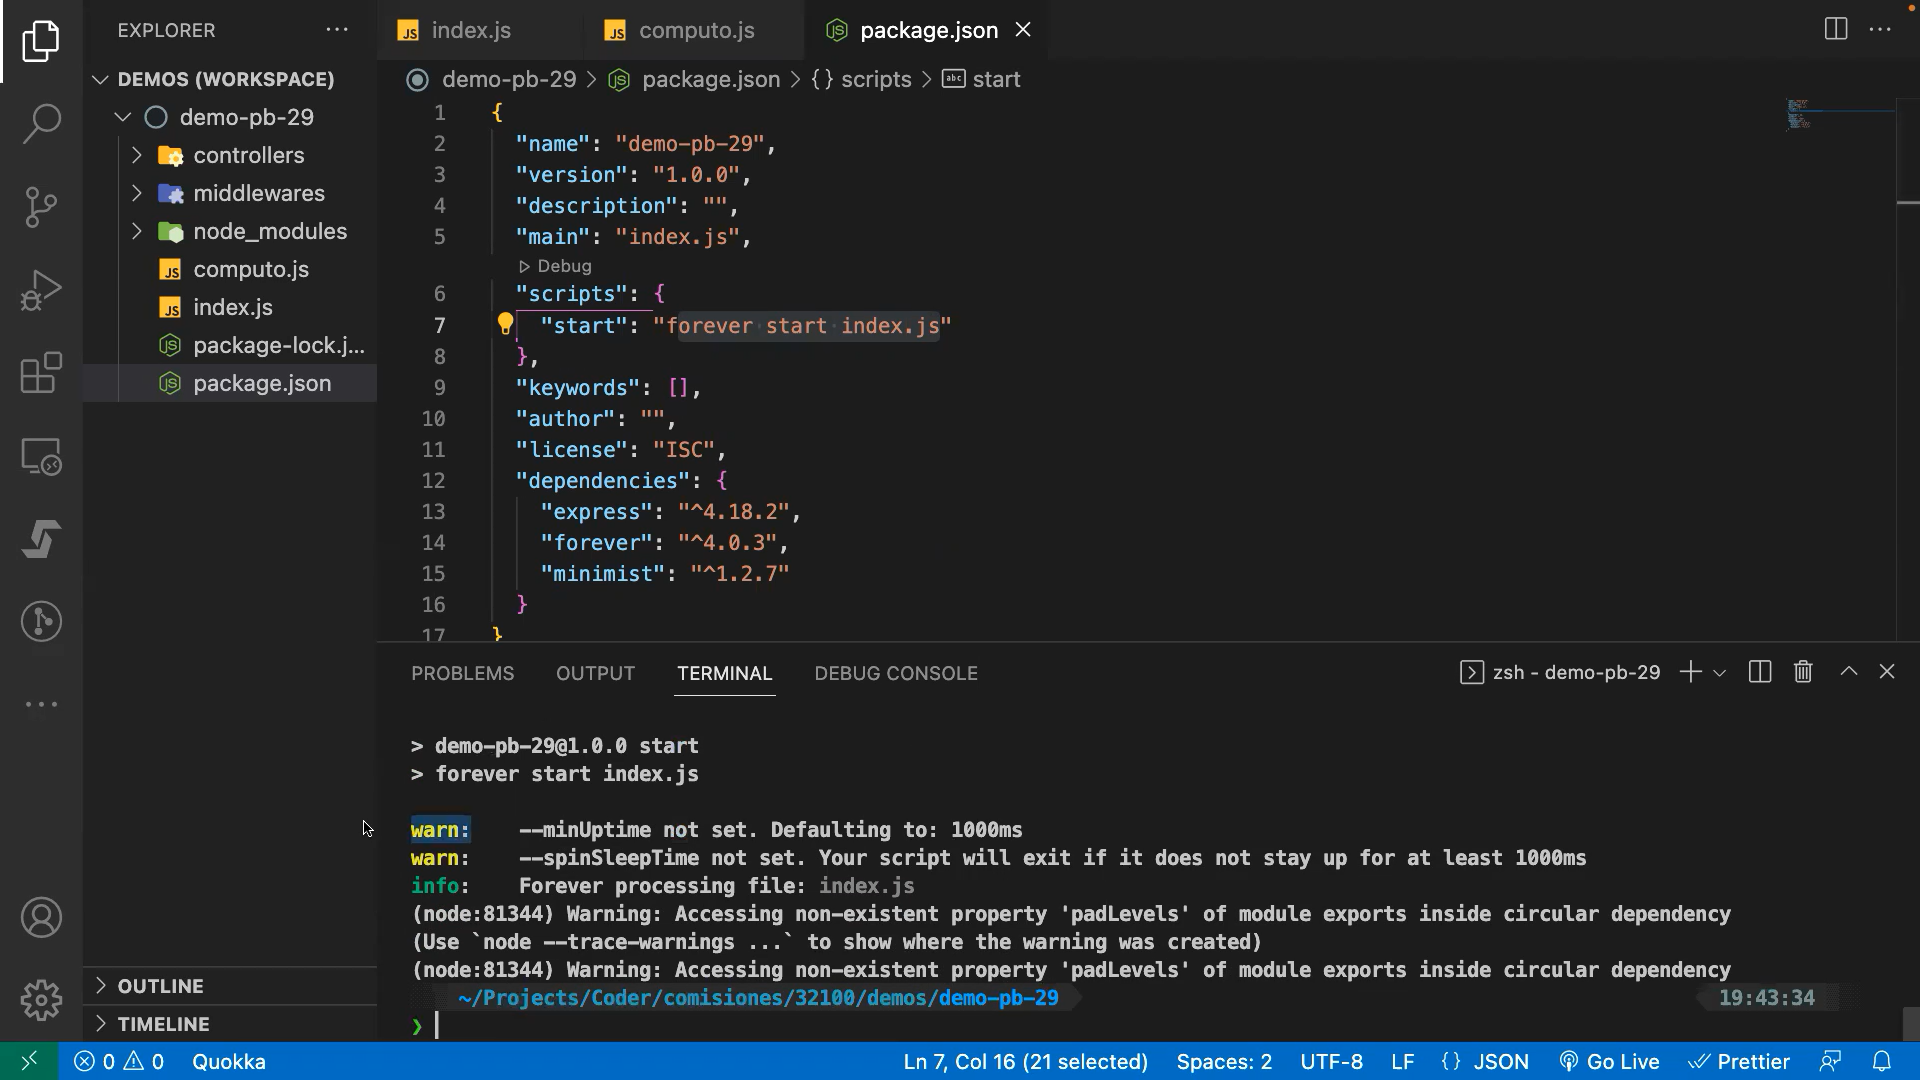 EXPLORER
DEMOS (WORKSPACE)
demo-pb-29
controllers
middlewares
node_modules
computo.js
index.js
package-lock.j...
package.json
OUTLINE
TIMELINE
index.js
computo.js
package.json
demo-pb-29 > package.json > {} scripts > abc start
1 {
2 "name": "demo-pb-29",
3 "version": "1.0.0",
4 "description": "",
5 "main": "index.js",
Debug
6 "scripts": {
7 "start": "forever start index.js"
8 },
9 "keywords": [],
10 "author": "",
11 "license": "ISC",
12 "dependencies": {
13 "express": "^4.18.2",
14 "forever": "^4.0.3",
15 "minimist": "^1.2.7"
16 }
17 }
PROBLEMS OUTPUT TERMINAL DEBUG CONSOLE
zsh - demo-pb-29
> demo-pb-29@1.0.0 start
> forever start index.js
warn: --minUptime not set. Defaulting to: 1000ms
warn: --spinSleepTime not set. Your script will exit if it does not stay up for at least 1000ms
info: Forever processing file: index.js
(node:81344) Warning: Accessing non-existent property 'padLevels' of module exports inside circular dependency
(Use `node --trace-warnings ...` to show where the warning was created)
(node:81344) Warning: Accessing non-existent property 'padLevels' of module exports inside circular dependency
~/Projects/Coder/comisiones/32100/demos/demo-pb-29 19:43:34
❯
0 0 Quokka Ln 7, Col 16 (21 selected) Spaces: 2 UTF-8 LF {} JSON Go Live Prettier